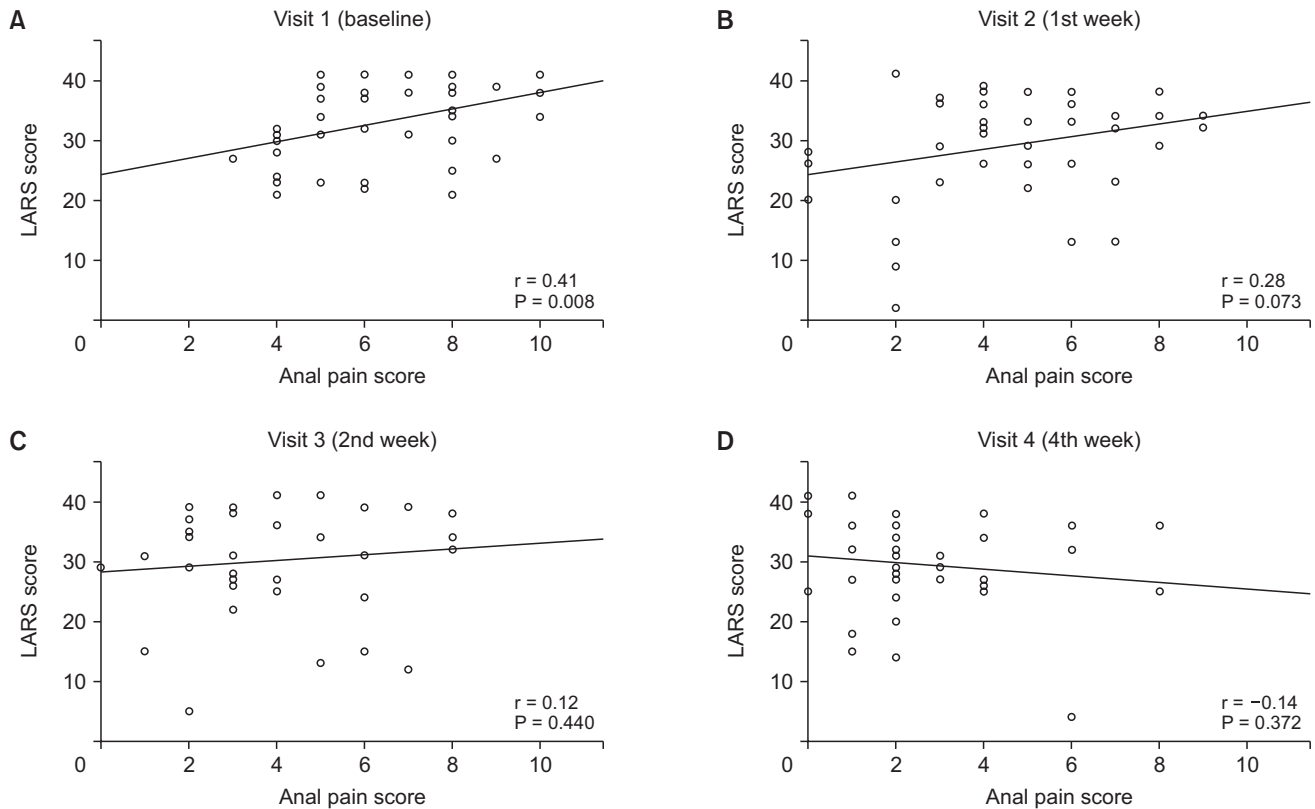 A
Visit 1 (baseline)
LARS score
40
30
20
10
0
2
4
6
8
10
r = 0.41
P = 0.008
Anal pain score
B
Visit 2 (1st week)
LARS score
40
30
20
10
0
2
4
6
8
10
r = 0.28
P = 0.073
Anal pain score
C
Visit 3 (2nd week)
LARS score
40
30
20
10
0
2
4
6
8
10
r = 0.12
P = 0.440
Anal pain score
D
Visit 4 (4th week)
LARS score
40
30
20
10
0
2
4
6
8
10
r = −0.14
P = 0.372
Anal pain score